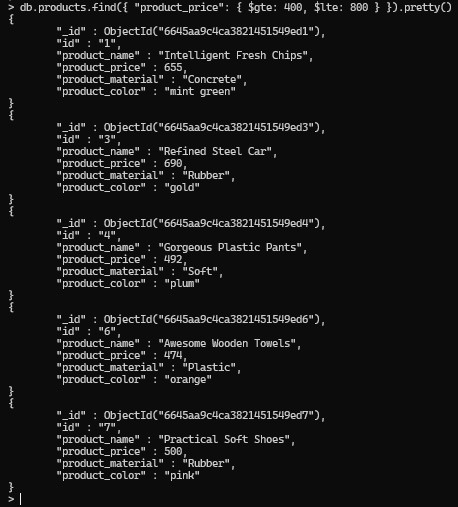 > db.products.find({ "product_price": { $gte: 400, $lte: 800 } }).pretty()
{
        "_id" : ObjectId("6645aa9c4ca3821451549ed1"),
        "id" : "1",
        "product_name" : "Intelligent Fresh Chips",
        "product_price" : 655,
        "product_material" : "Concrete",
        "product_color" : "mint green"
}
{
        "_id" : ObjectId("6645aa9c4ca3821451549ed3"),
        "id" : "3",
        "product_name" : "Refined Steel Car",
        "product_price" : 690,
        "product_material" : "Rubber",
        "product_color" : "gold"
}
{
        "_id" : ObjectId("6645aa9c4ca3821451549ed4"),
        "id" : "4",
        "product_name" : "Gorgeous Plastic Pants",
        "product_price" : 492,
        "product_material" : "Soft",
        "product_color" : "plum"
}
{
        "_id" : ObjectId("6645aa9c4ca3821451549ed6"),
        "id" : "6",
        "product_name" : "Awesome Wooden Towels",
        "product_price" : 474,
        "product_material" : "Plastic",
        "product_color" : "orange"
}
{
        "_id" : ObjectId("6645aa9c4ca3821451549ed7"),
        "id" : "7",
        "product_name" : "Practical Soft Shoes",
        "product_price" : 500,
        "product_material" : "Rubber",
        "product_color" : "pink"
}
>